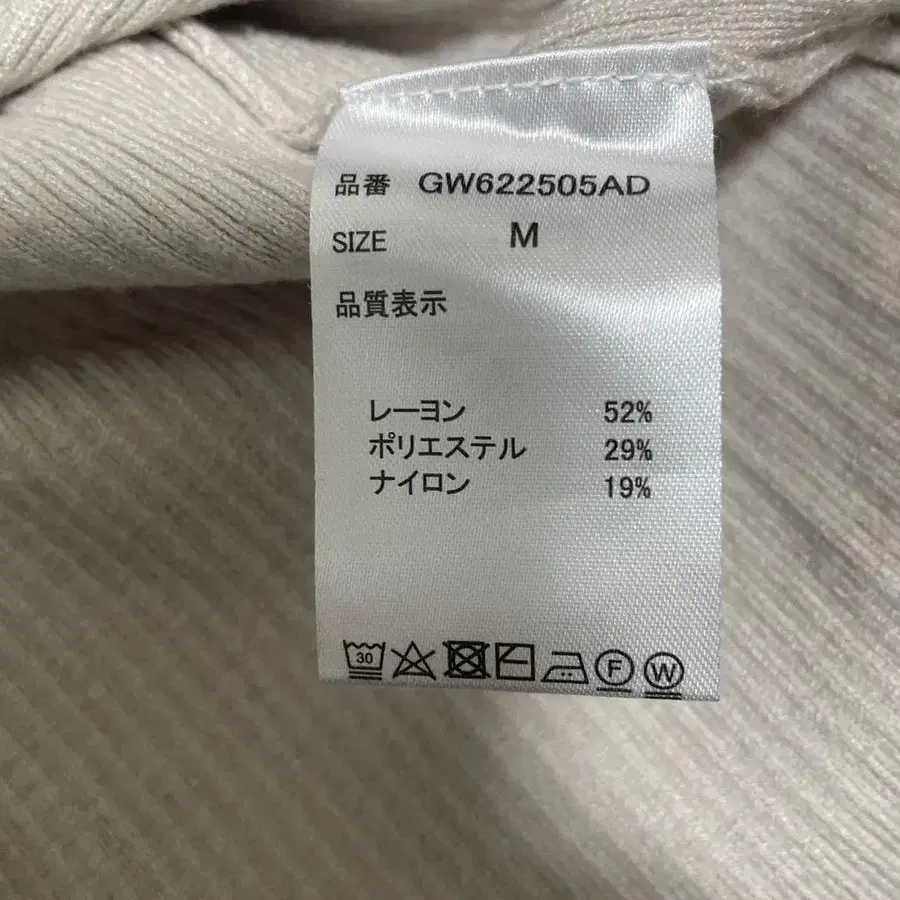 品番 GW622505AD
SIZE M
品質表示
レーヨン 52%
ポリエステル 29%
ナイロン 19%
30 F W